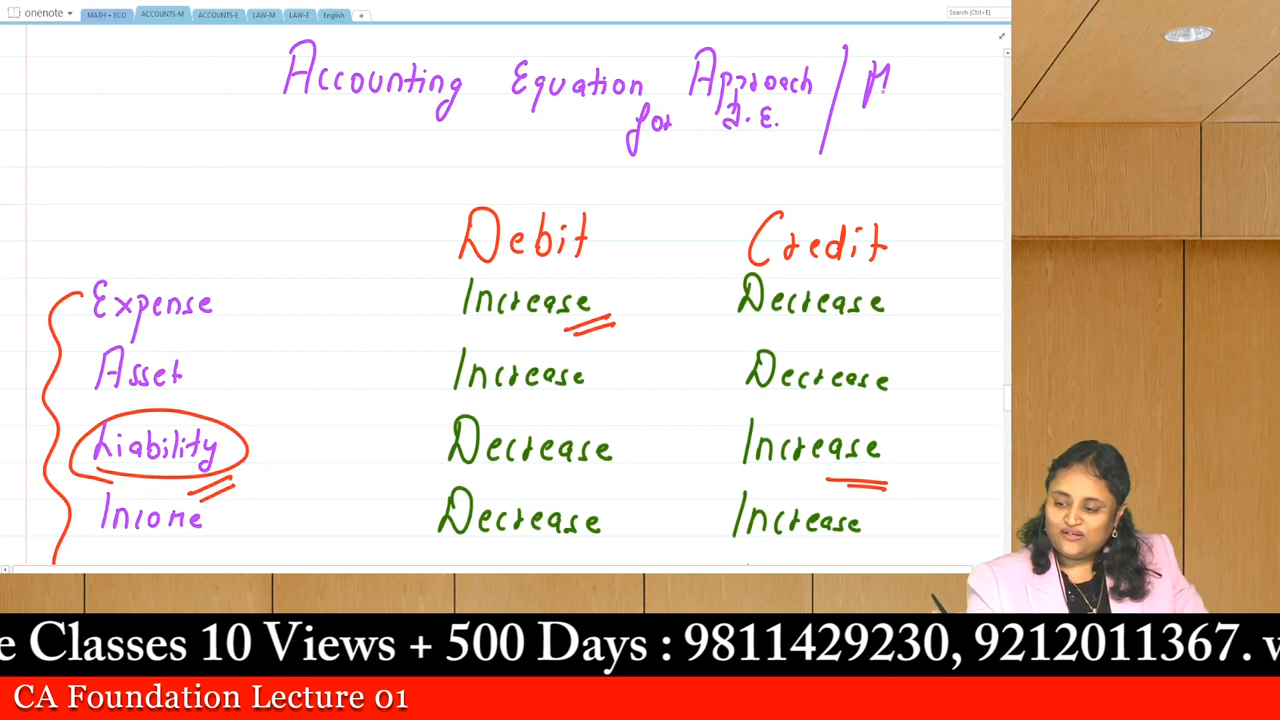 onenote
MATH + ECO ACCOUNTS-M ACCOUNTS-E LAW-M LAW-E English +
Search (Ctrl+E)
Accounting Equation Approach /
for J.E.
Debit Credit
Expense Increase Decrease
Asset Increase Decrease
Liability Decrease Increase
Income Decrease Increase
e Classes 10 Views + 500 Days : 9811429230, 9212011367. w
CA Foundation Lecture 01